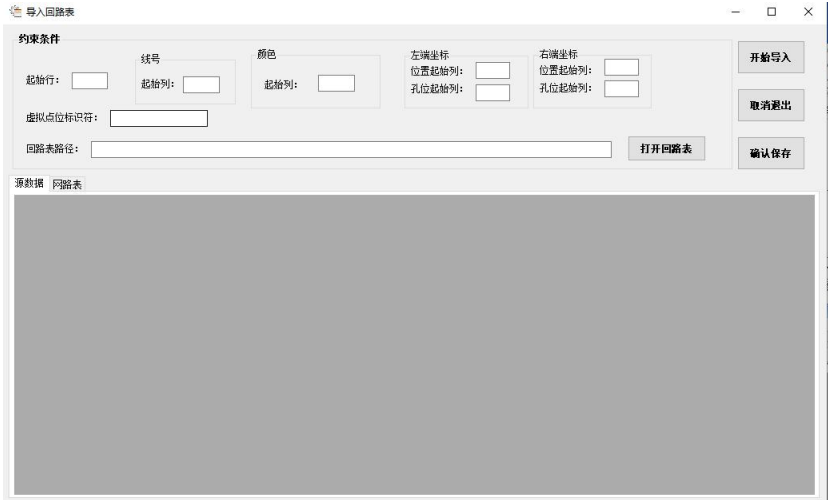 导入回路表
约束条件
起始行：
线号
起始列：
颜色
起始列：
左端坐标
位置起始列：
孔位起始列：
右端坐标
位置起始列：
孔位起始列：
虚拟点位标识符：
回路表路径：
打开回路表
开始导入
取消退出
确认保存
源数据 网路表